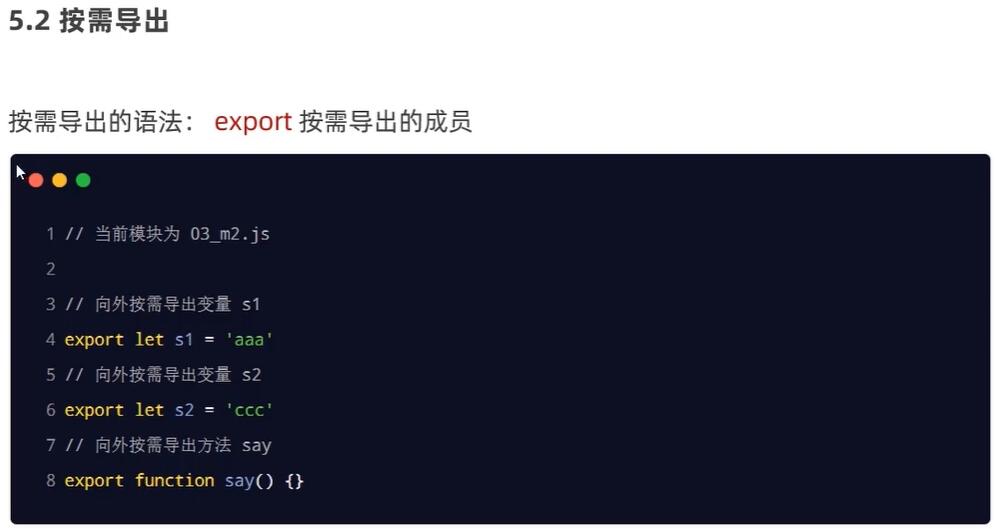 5.2 按需导出
按需导出的语法： export 按需导出的成员
1 // 当前模块为 03_m2.js
2
3 // 向外按需导出变量 s1
4 export let s1 = 'aaa'
5 // 向外按需导出变量 s2
6 export let s2 = 'ccc'
7 // 向外按需导出方法 say
8 export function say() {}